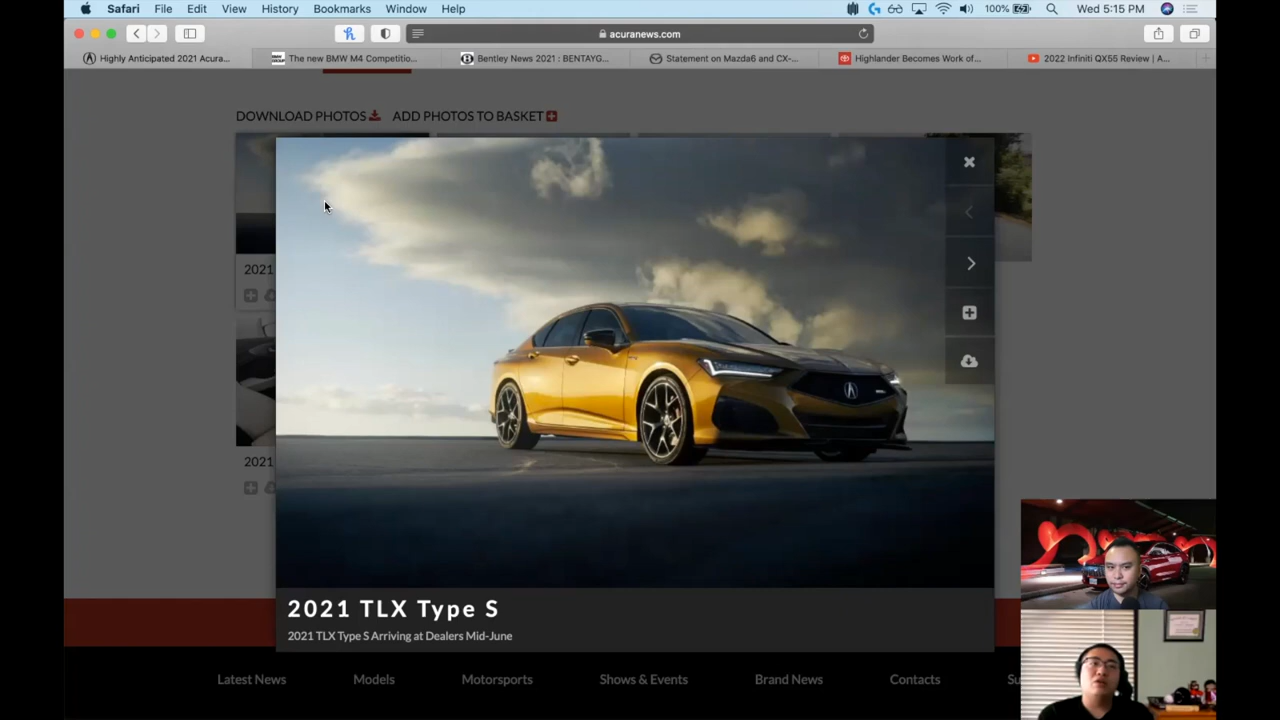 Safari File Edit View History Bookmarks Window Help 100% Wed 5:15 PM
acuranews.com
Highly Anticipated 2021 Acura... The new BMW M4 Competitio... Bentley News 2021 : BENTAYG... Statement on Mazda6 and CX-... Highlander Becomes Work of... 2022 Infiniti QX55 Review | A...
DOWNLOAD PHOTOS ADD PHOTOS TO BASKET
2021
2021
2021 TLX Type S
2021 TLX Type S Arriving at Dealers Mid-June
Latest News Models Motorsports Shows & Events Brand News Contacts Su